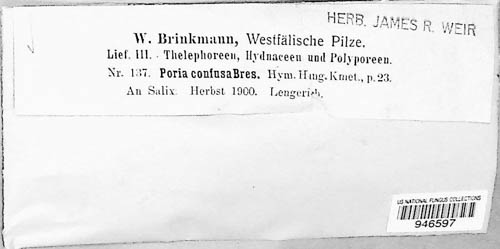 HERB. JAMES R. WEIR
W. Brinkmann, Westfälische Pilze.
Lief. III. Thelephoreen, Hydnaceen und Polyporeen.
Nr. 137. Poria confusa Bres. Hym. Hung. Kmet., p. 23.
An Salix. Herbst 1900. Lengerich.
US NATIONAL FUNGUS COLLECTIONS
946597